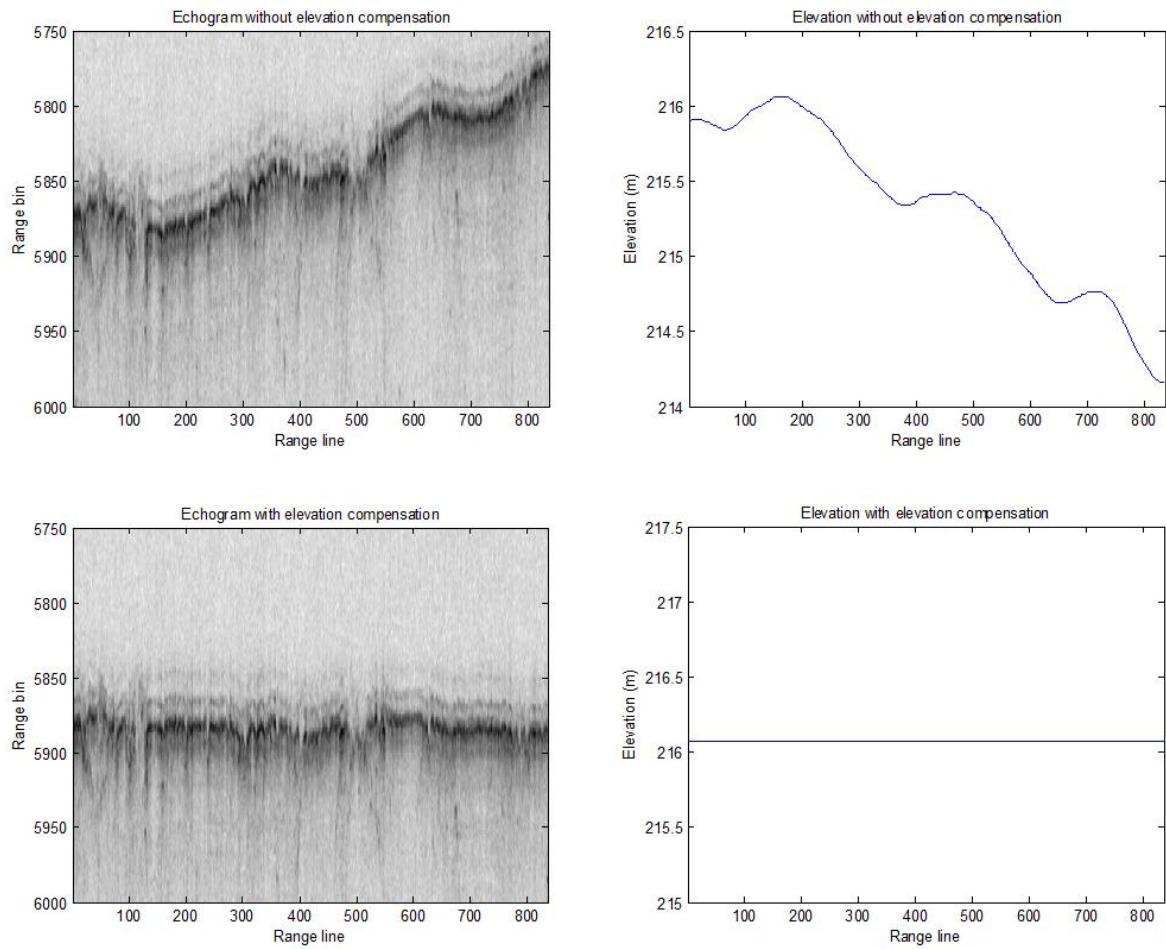 Echogram without elevation compensation
5750
5800
5850
5900
5950
6000
Range bin
100 200 300 400 500 600 700 800
Range line
Elevation without elevation compensation
216.5
216
215.5
215
214.5
214
Elevation (m)
100 200 300 400 500 600 700 800
Range line
Echogram with elevation compensation
5750
5800
5850
5900
5950
6000
Range bin
100 200 300 400 500 600 700 800
Range line
Elevation with elevation compensation
217.5
217
216.5
216
215.5
215
Elevation (m)
100 200 300 400 500 600 700 800
Range line